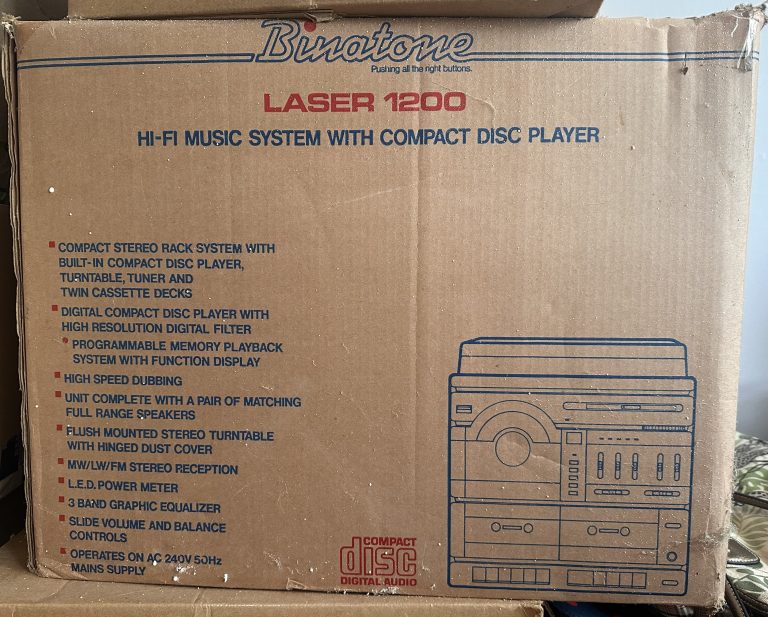 Binatone
Pushing all the right buttons.
LASER 1200
HI-FI MUSIC SYSTEM WITH COMPACT DISC PLAYER
COMPACT STEREO RACK SYSTEM WITH
BUILT-IN COMPACT DISC PLAYER,
TURNTABLE, TUNER AND
TWIN CASSETTE DECKS
DIGITAL COMPACT DISC PLAYER WITH
HIGH RESOLUTION DIGITAL FILTER
PROGRAMMABLE MEMORY PLAYBACK
SYSTEM WITH FUNCTION DISPLAY
HIGH SPEED DUBBING
UNIT COMPLETE WITH A PAIR OF MATCHING
FULL RANGE SPEAKERS
FLUSH MOUNTED STEREO TURNTABLE
WITH HINGED DUST COVER
MW/LW/FM STEREO RECEPTION
L.E.D. POWER METER
3 BAND GRAPHIC EQUALIZER
SLIDE VOLUME AND BALANCE
CONTROLS
OPERATES ON AC 240V 50Hz
MAINS SUPPLY
COMPACT
disc
DIGITAL AUDIO